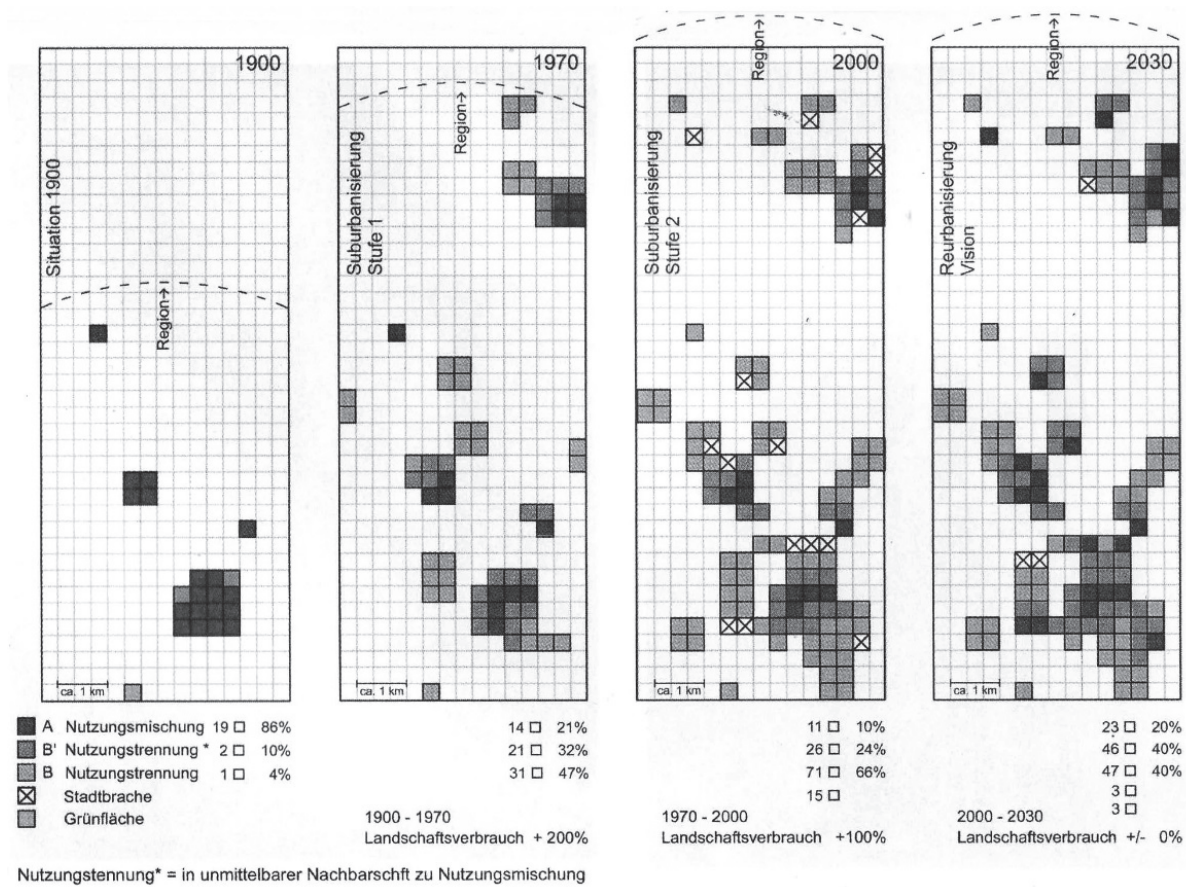 1900
Situation 1900
Region→
ca. 1 km
1970
Suburbanisierung
Stufe 1
Region→
ca. 1 km
2000
Suburbanisierung
Stufe 2
Region→
ca. 1 km
2030
Reurbanisierung
Vision
Region→
ca. 1 km
A Nutzungsmischung 19 □ 86%
B' Nutzungstrennung * 2 □ 10%
B Nutzungstrennung 1 □ 4%
Stadtbrache
Grünfläche
14 □ 21%
21 □ 32%
31 □ 47%
1900 - 1970
Landschaftsverbrauch + 200%
11 □ 10%
26 □ 24%
71 □ 66%
15 □
1970 - 2000
Landschaftsverbrauch +100%
23 □ 20%
46 □ 40%
47 □ 40%
3 □
3 □
2000 - 2030
Landschaftsverbrauch +/- 0%
Nutzungstennung* = in unmittelbarer Nachbarschft zu Nutzungsmischung